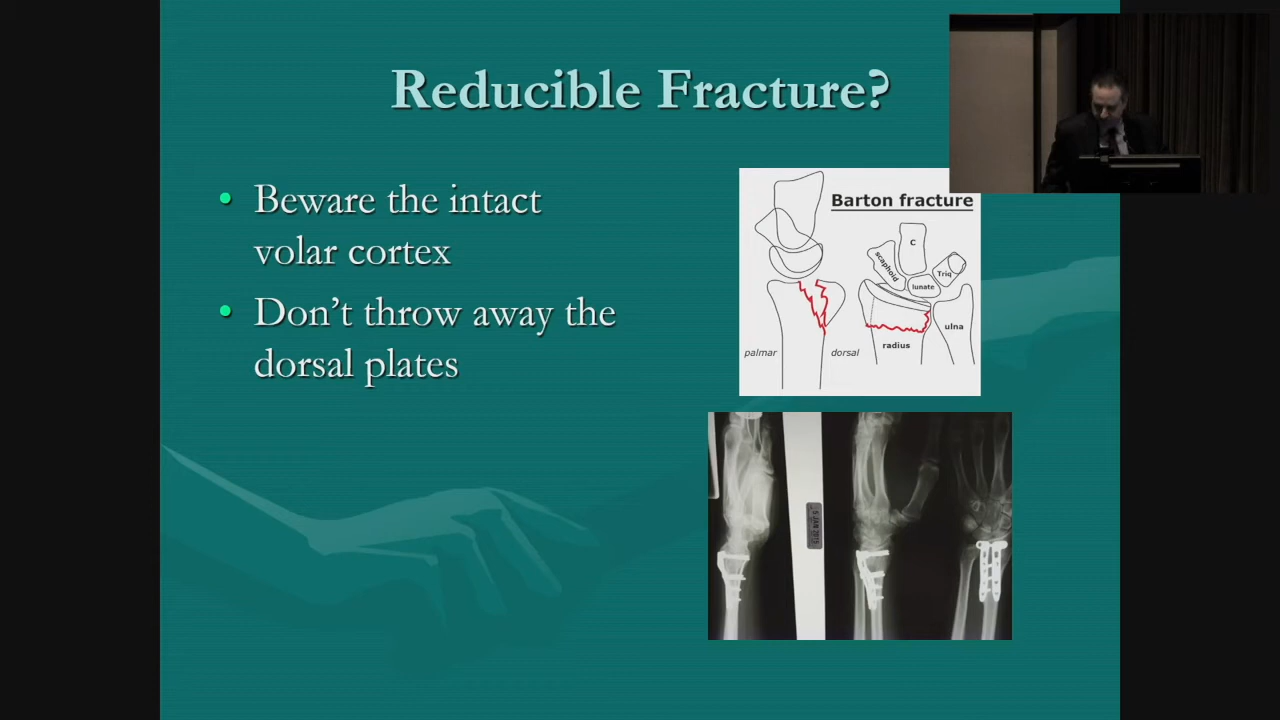 Reducible Fracture?
• Beware the intact
volar cortex
• Don't throw away the
dorsal plates
Barton fracture
C
scaphoid
Triq
lunate
ulna
radius
palmar
dorsal